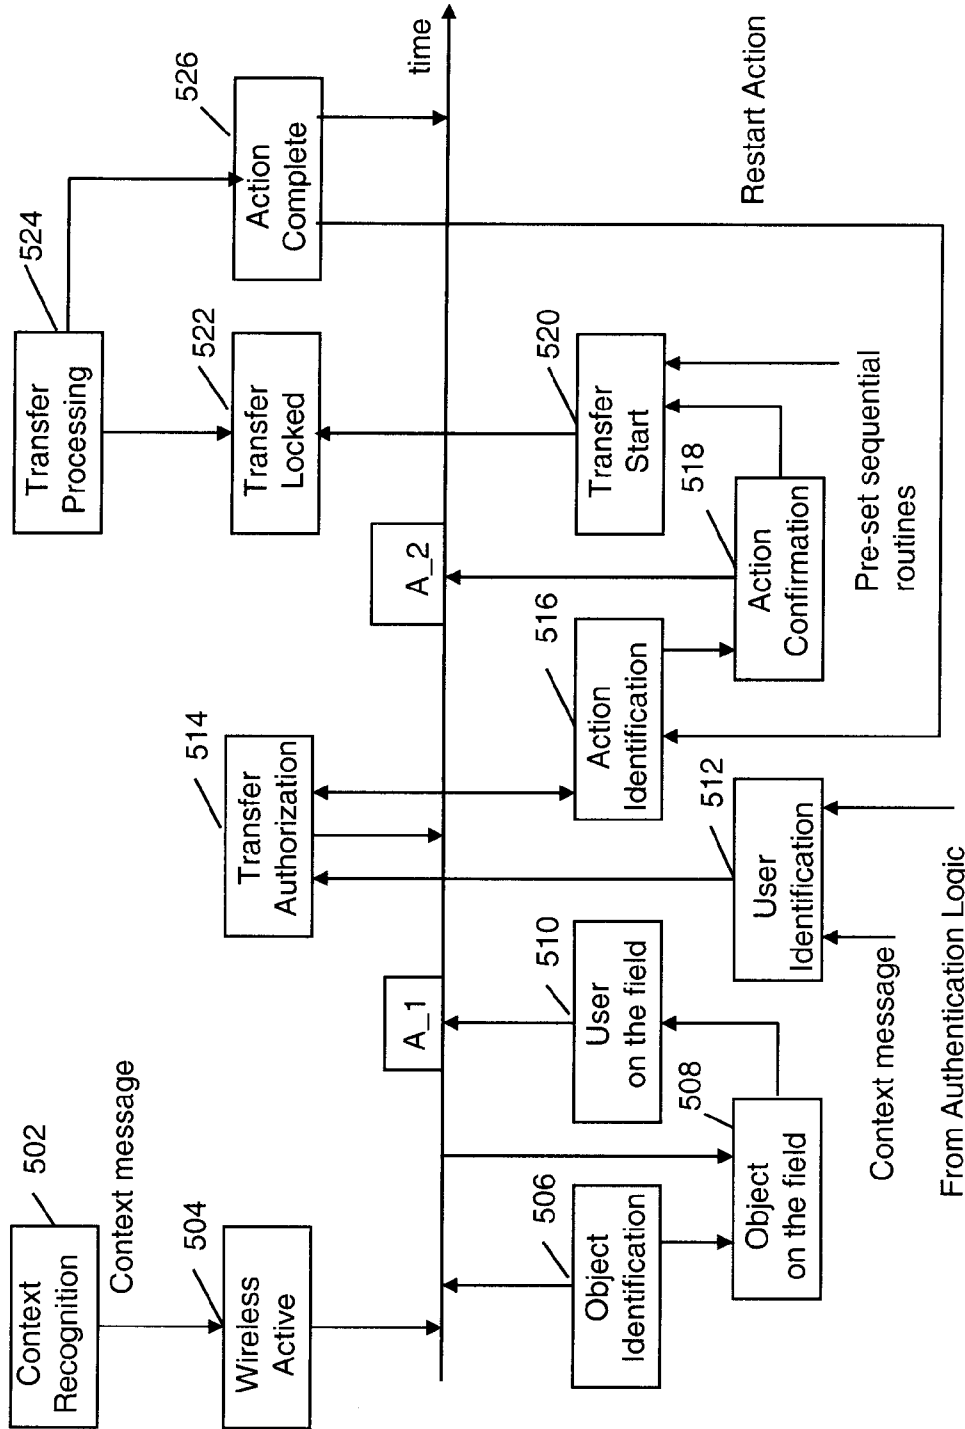 Context
Recognition
502
Context message
Wireless
Active
504
Object
Identification
506
Object
on the field
508
User
on the field
510
A_1
User
Identification
512
Context message
From Authentication Logic
Transfer
Authorization
514
Action
Identification
516
A_2
Action
Confirmation
518
Transfer
Start
520
Pre-set sequential
routines
Transfer
Locked
522
Transfer
Processing
524
Action
Complete
526
time
Restart Action